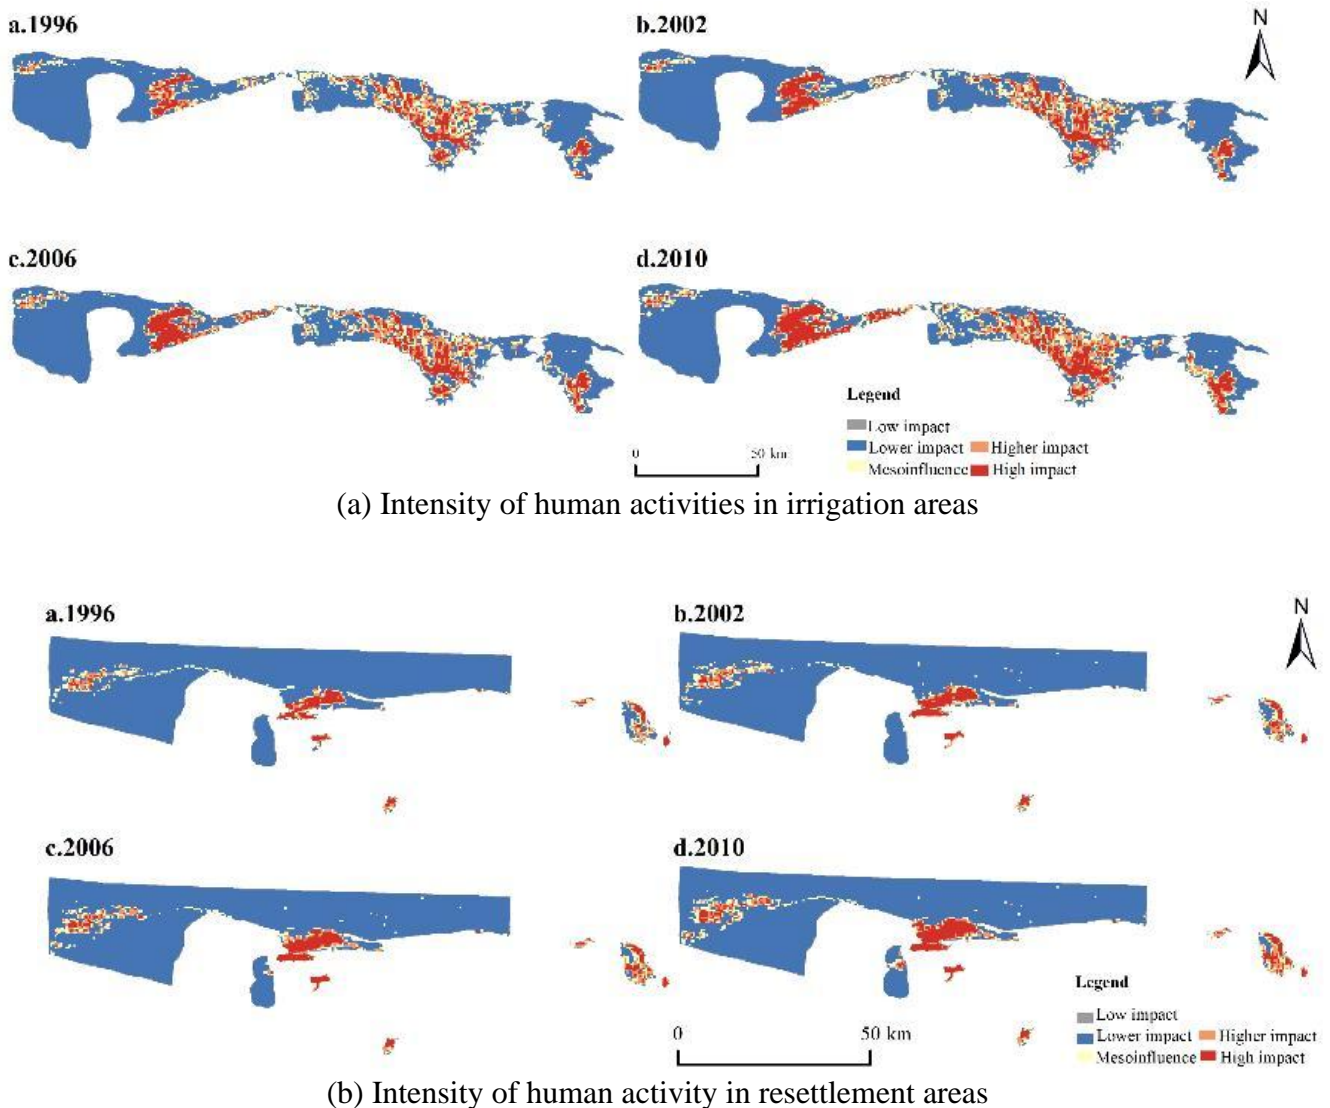 a.1996
b.2002
N
c.2006
d.2010
Legend
Low impact
Lower impact
Higher impact
Mesoinfluence
High impact
0
50 km
(a) Intensity of human activities in irrigation areas
a.1996
b.2002
N
c.2006
d.2010
Legend
Low impact
Lower impact
Higher impact
Mesoinfluence
High impact
0
50 km
(b) Intensity of human activity in resettlement areas